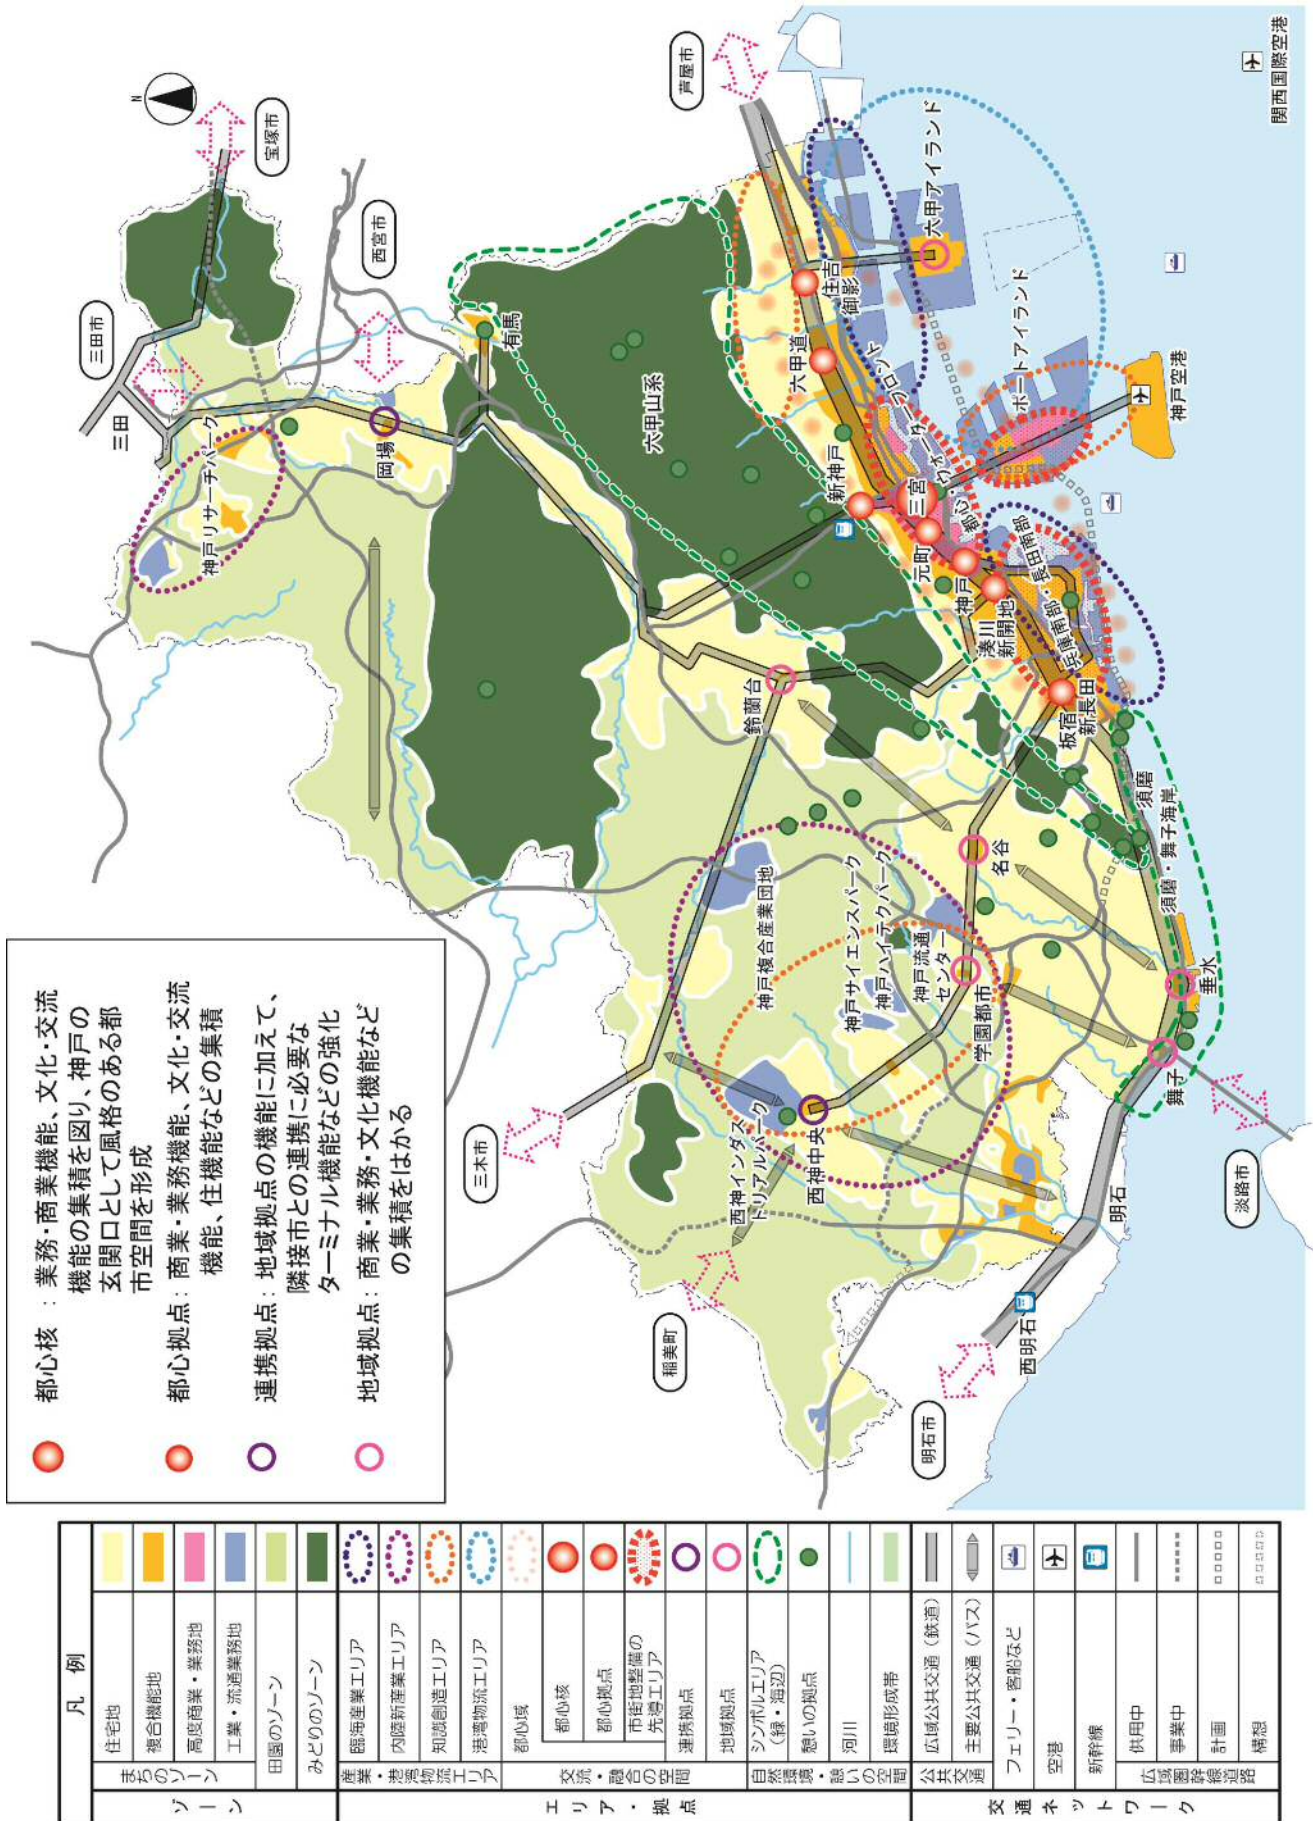 都心核 : 業務・商業機能、文化・交流
機能の集積を図り、神戸の
玄関口として風格のある都
市空間を形成
都心拠点 : 商業・業務機能、文化・交流
機能、住機能などの集積
連携拠点 : 地域拠点の機能に加えて、
隣接市との連携に必要な
ターミナル機能などの強化
地域拠点 : 商業・業務・文化機能など
の集積をはかる
凡 例
ゾーン
まちのゾーン
住宅地
複合機能地
高度商業・業務地
工業・流通業務地
田園のゾーン
みどりのゾーン
エリア・拠点
産業・港湾物流エリア
臨海産業エリア
内陸新産業エリア
知識創造エリア
港湾物流エリア
交流・融合の空間
都心域
都心核
都心拠点
市街地整備の
先導エリア
連携拠点
地域拠点
自然環境・憩いの空間
シンボルエリア
(緑・海辺)
憩いの拠点
河川
環境形成帯
交通ネットワーク
公共交通
広域公共交通(鉄道)
主要公共交通(バス)
フェリー・客船など
空港
新幹線
広域圏幹線道路
供用中
事業中
計画
構想
N
三田市
宝塚市
西宮市
芦屋市
三木市
稲美町
明石市
淡路市
三田
神戸リサーチパーク
岡場
有馬
六甲山系
住吉
御影
六甲道
六甲アイランド
新神戸
三宮
都心・ウォーターフロント
ポートアイランド
神戸空港
関西国際空港
元町
神戸
湊川
新開地
兵庫南部・長田南部
板宿
新長田
鈴蘭台
名谷
須磨
須磨・舞子海岸
垂水
舞子
神戸複合産業団地
神戸サイエンスパーク
神戸ハイテクパーク
神戸流通
センター
学園都市
西神インダス
トリアルパーク
西神中央
明石
西明石